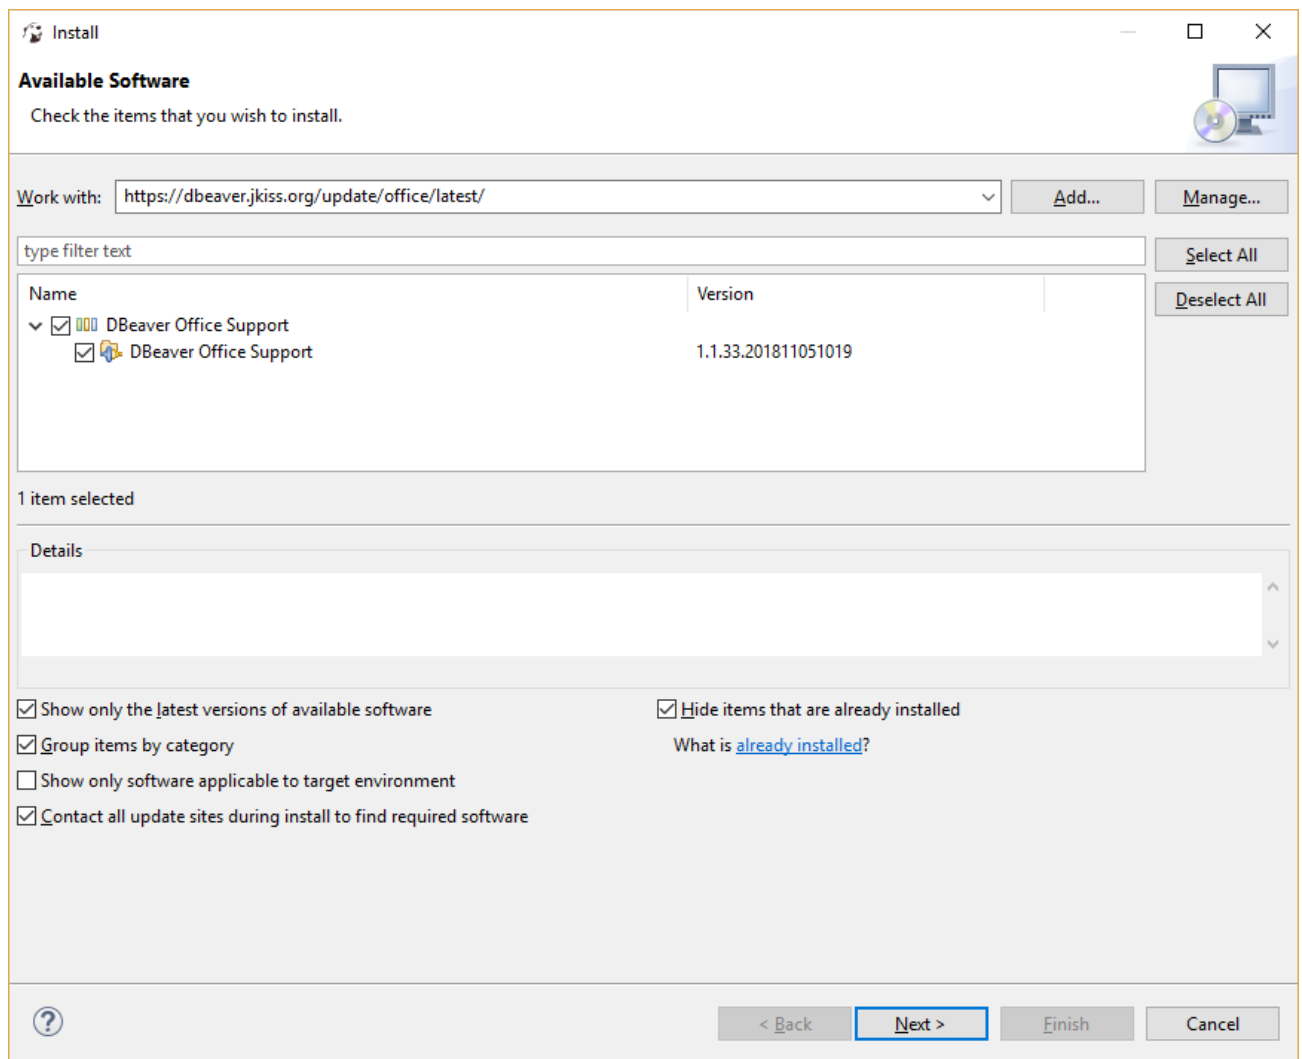 Install
Available Software
Check the items that you wish to install.
Work with: https://dbeaver.jkiss.org/update/office/latest/ Add... Manage...
type filter text Select All
Name Version Deselect All
DBeaver Office Support
DBeaver Office Support 1.1.33.201811051019
1 item selected
Details
Show only the latest versions of available software Hide items that are already installed
Group items by category What is already installed?
Show only software applicable to target environment
Contact all update sites during install to find required software
? < Back Next > Finish Cancel